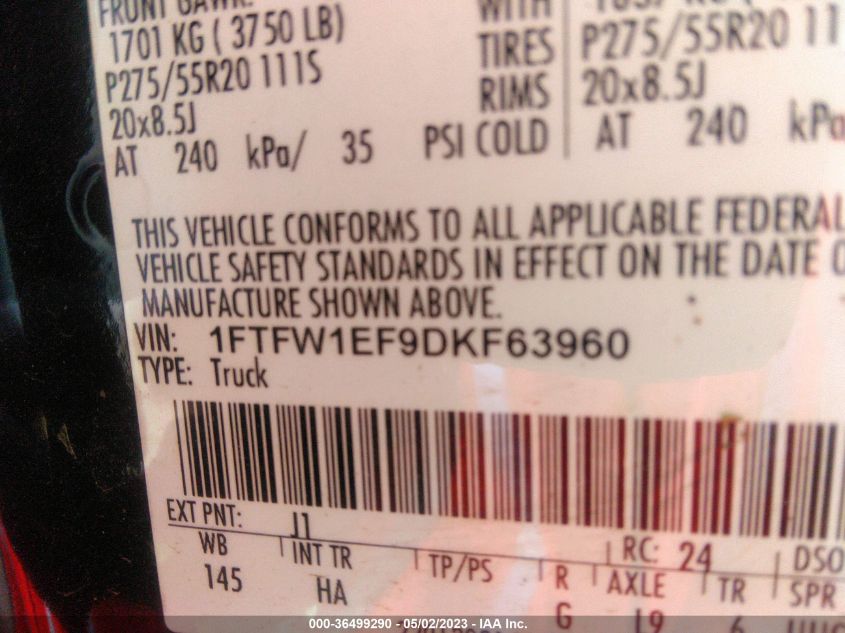 FRONT GAWR:
1701 KG ( 3750 LB)
P275/55R20 111S
20x8.5J
AT 240 kPa/ 35 PSI COLD
WITH
TIRES
RIMS
P275/55R20 11
20x8.5J
AT 240 kPa
THIS VEHICLE CONFORMS TO ALL APPLICABLE FEDERAL
VEHICLE SAFETY STANDARDS IN EFFECT ON THE DATE O
MANUFACTURE SHOWN ABOVE.
VIN: 1FTFW1EF9DKF63960
TYPE: Truck
EXT PNT: J1
RC: 24
DSO
WB
INT TR
TP/PS
R
AXLE
TR
SPR
145
HA
G
19
6
000-36499290 - 05/02/2023 - IAA Inc.